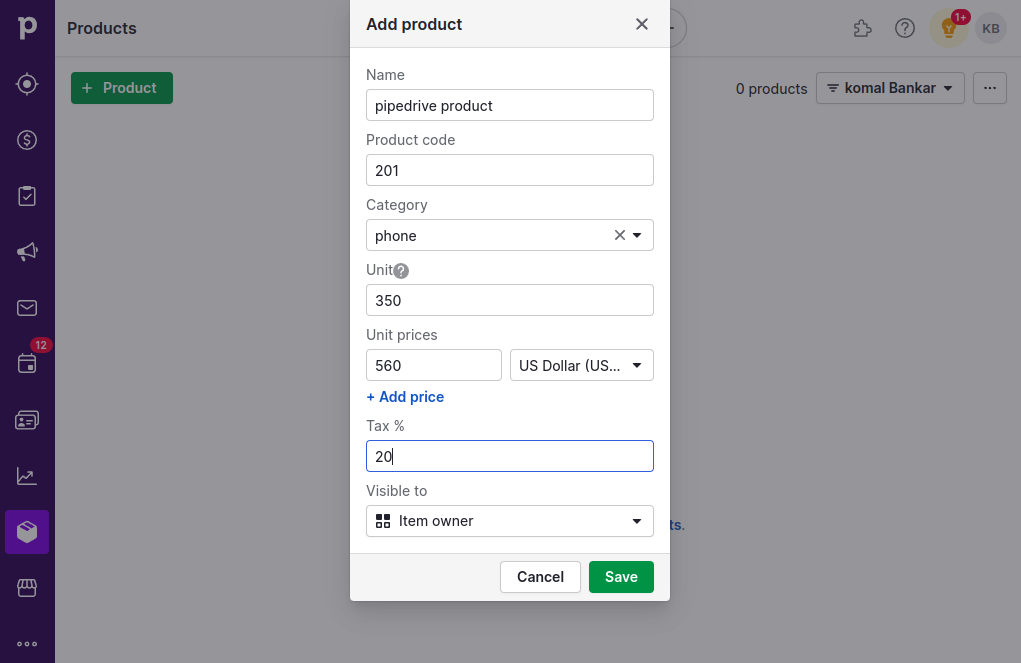 p
Products
Add product
1+
KB
+ Product
0 products
komal Bankar
...
Name
pipedrive product
Product code
201
Category
phone
Unit ?
350
Unit prices
560
US Dollar (US...
+ Add price
Tax %
20
Visible to
Item owner
ts.
Cancel
Save
12